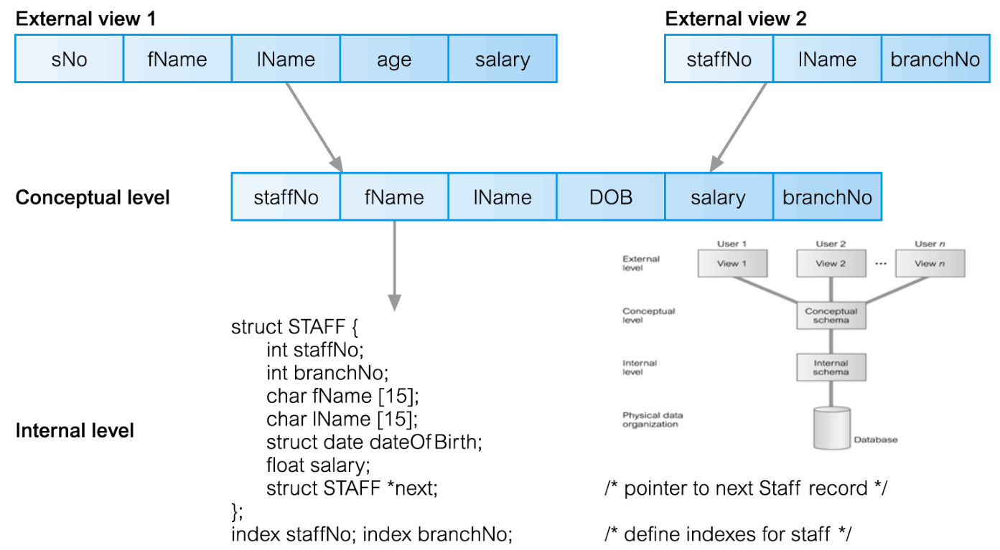 External view 1
External view 2
sNo fName lName age salary
staffNo lName branchNo
Conceptual level
staffNo fName lName DOB salary branchNo
User 1 User 2 User n
External
level
View 1 View 2 ... View n
Conceptual
level
Conceptual
schema
Internal
level
Internal
schema
Physical data
organization
Database
Internal level
struct STAFF {
int staffNo;
int branchNo;
char fName [15];
char lName [15];
struct date dateOfBirth;
float salary;
struct STAFF *next; /* pointer to next Staff record */
};
index staffNo; index branchNo; /* define indexes for staff */